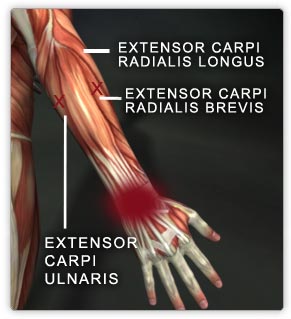 EXTENSOR CARPI
RADIALIS LONGUS
EXTENSOR CARPI
RADIALIS BREVIS
EXTENSOR
CARPI
ULNARIS